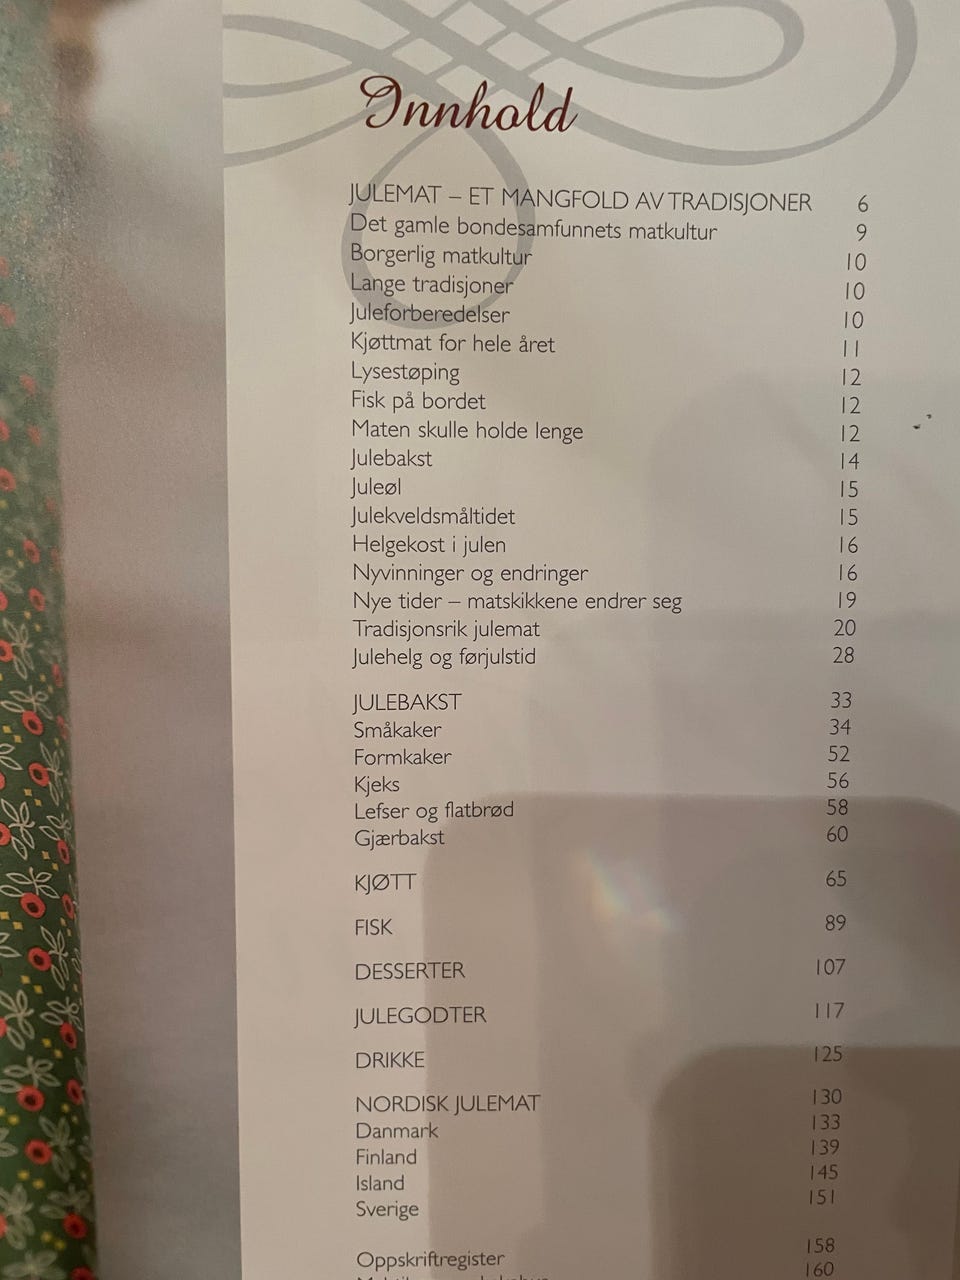 Innhold
JULEMAT – ET MANGFOLD AV TRADISJONER 6
Det gamle bondesamfunnets matkultur 9
Borgerlig matkultur 10
Lange tradisjoner 10
Juleforberedelser 10
Kjøttmat for hele året 11
Lysestøping 12
Fisk på bordet 12
Maten skulle holde lenge 12
Julebakst 14
Juleøl 15
Julekveldsmåltidet 15
Helgekost i julen 16
Nyvinninger og endringer 16
Nye tider – matskikkene endrer seg 19
Tradisjonsrik julemat 20
Julehelg og førjulstid 28
JULEBAKST 33
Småkaker 34
Formkaker 52
Kjeks 56
Lefser og flatbrød 58
Gjærbakst 60
KJØTT 65
FISK 89
DESSERTER 107
JULEGODTER 117
DRIKKE 125
NORDISK JULEMAT 130
Danmark 133
Finland 139
Island 145
Sverige 151
Oppskriftregister 158
160